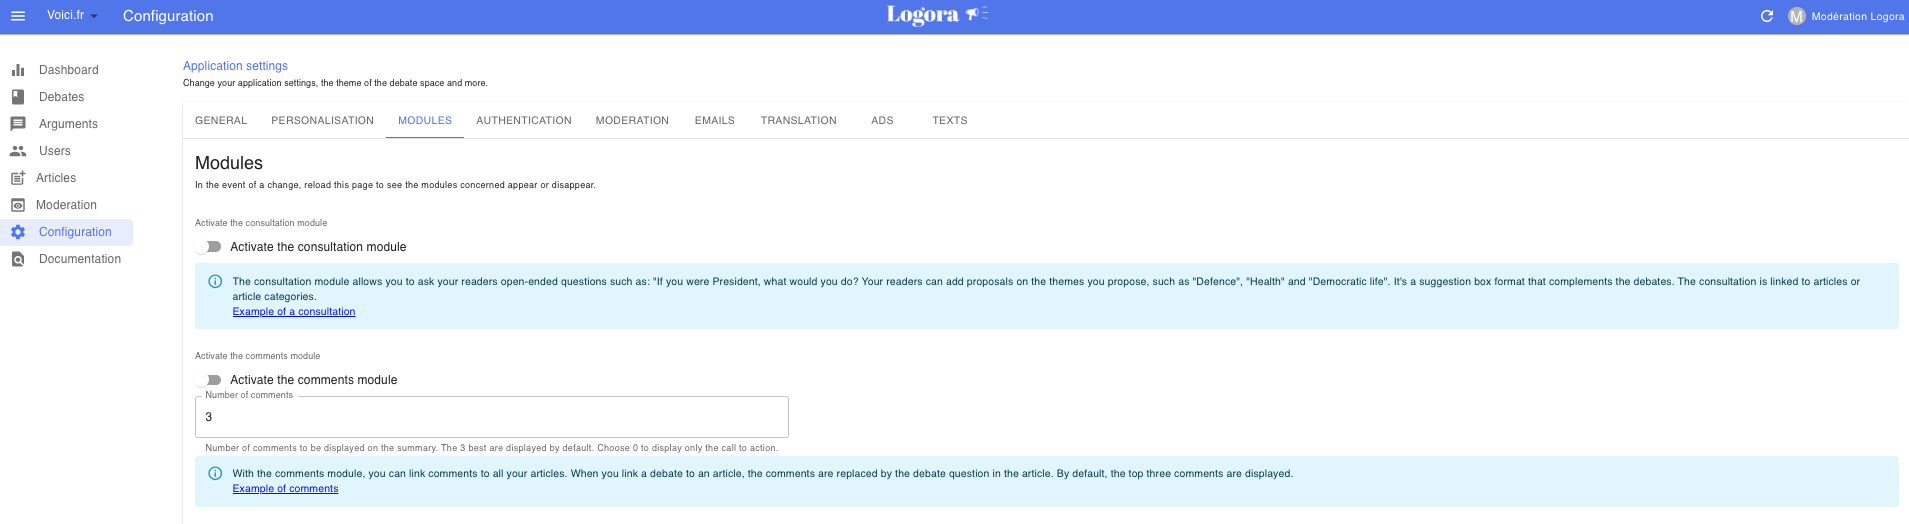 Voici.fr
Configuration
Logora
M
Modération Logora
Dashboard
Debates
Arguments
Users
Articles
Moderation
Configuration
Documentation
Application settings
Change your application settings, the theme of the debate space and more.
GENERAL PERSONALISATION MODULES AUTHENTICATION MODERATION EMAILS TRANSLATION ADS TEXTS
Modules
In the event of a change, reload this page to see the modules concerned appear or disappear.
Activate the consultation module
Activate the consultation module
The consultation module allows you to ask your readers open-ended questions such as: "If you were President, what would you do? Your readers can add proposals on the themes you propose, such as "Defence", "Health" and "Democratic life". It's a suggestion box format that complements the debates. The consultation is linked to articles or
article categories.
Example of a consultation
Activate the comments module
Activate the comments module
Number of comments
3
Number of comments to be displayed on the summary. The 3 best are displayed by default. Choose 0 to display only the call to action.
With the comments module, you can link comments to all your articles. When you link a debate to an article, the comments are replaced by the debate question in the article. By default, the top three comments are displayed.
Example of comments